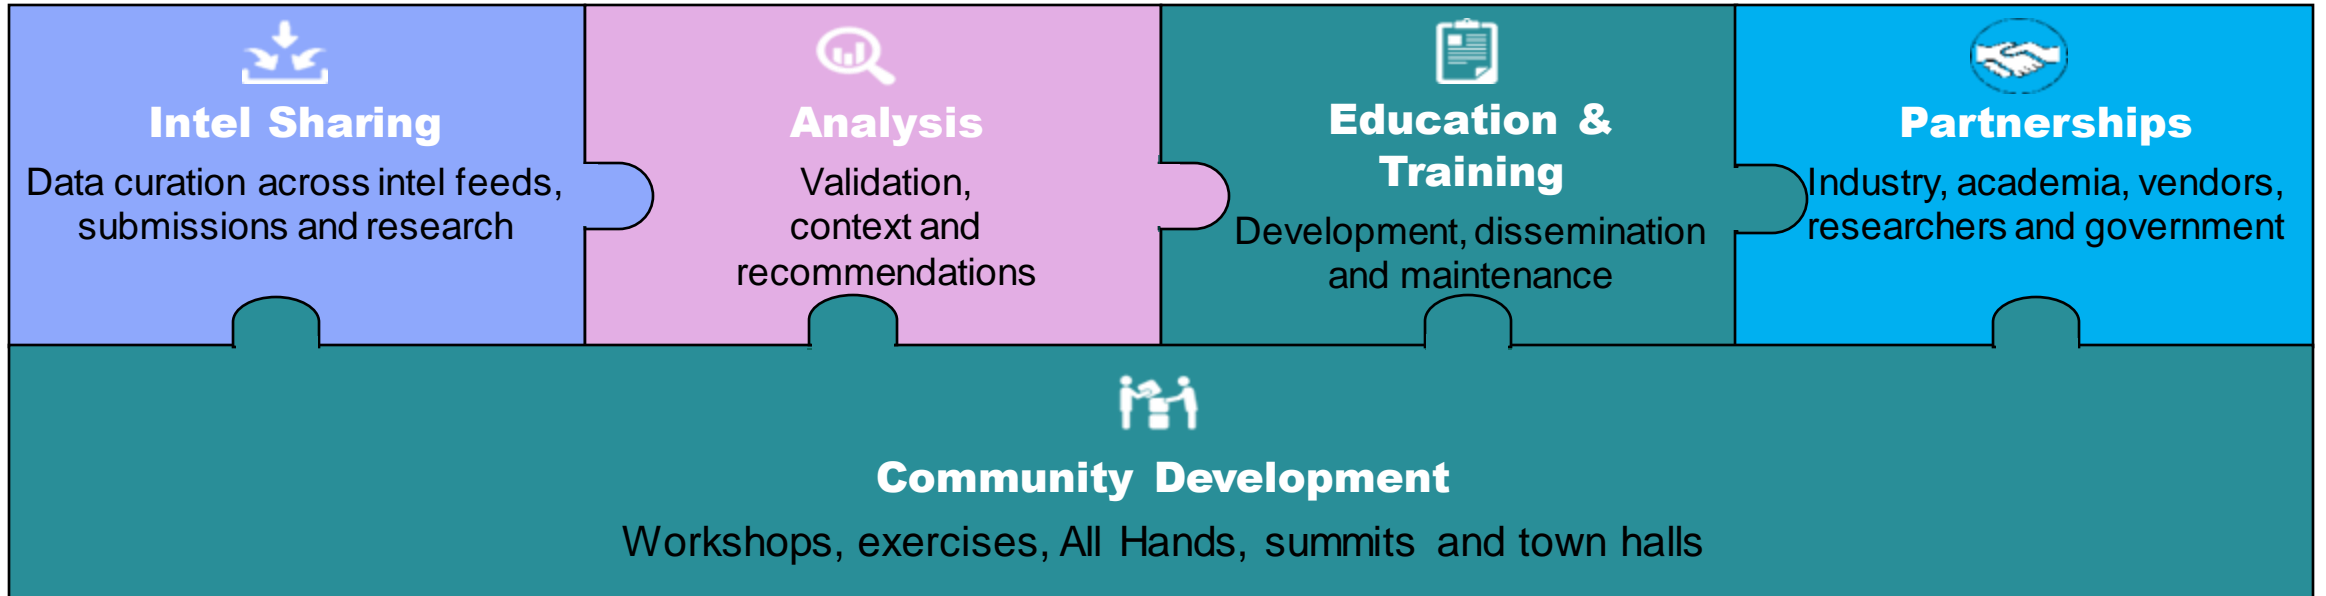 Intel Sharing
Data curation across intel feeds,
submissions and research
Analysis
Validation,
context and
recommendations
Education &
Training
Development, dissemination
and maintenance
Partnerships
Industry, academia, vendors,
researchers and government
Community Development
Workshops, exercises, All Hands, summits and town halls